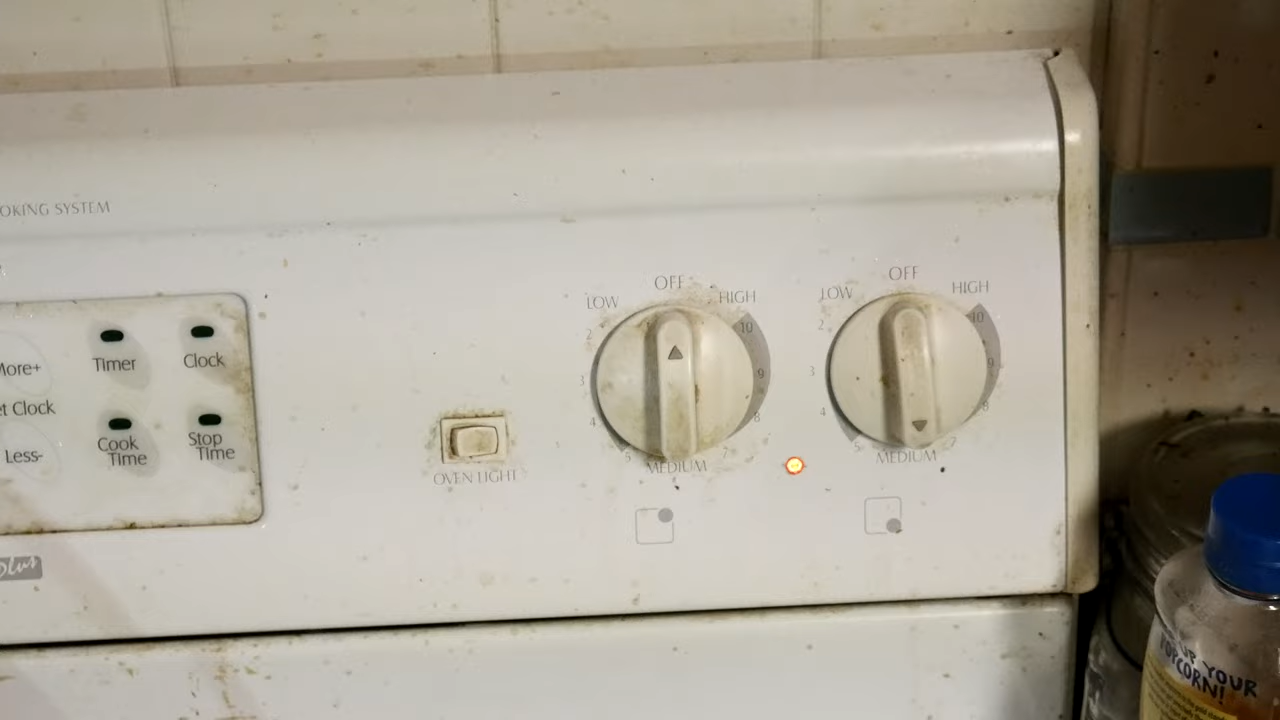 OKING SYSTEM
More+
Timer
Clock
et Clock
Less-
Cook
Time
Stop
Time
plus
OVEN LIGHT
OFF
LOW
HIGH
2
10
3
9
4
8
5
7
MEDIUM
OFF
LOW
HIGH
2
10
3
9
4
8
5
7
MEDIUM
UP YOUR
POPCORN!